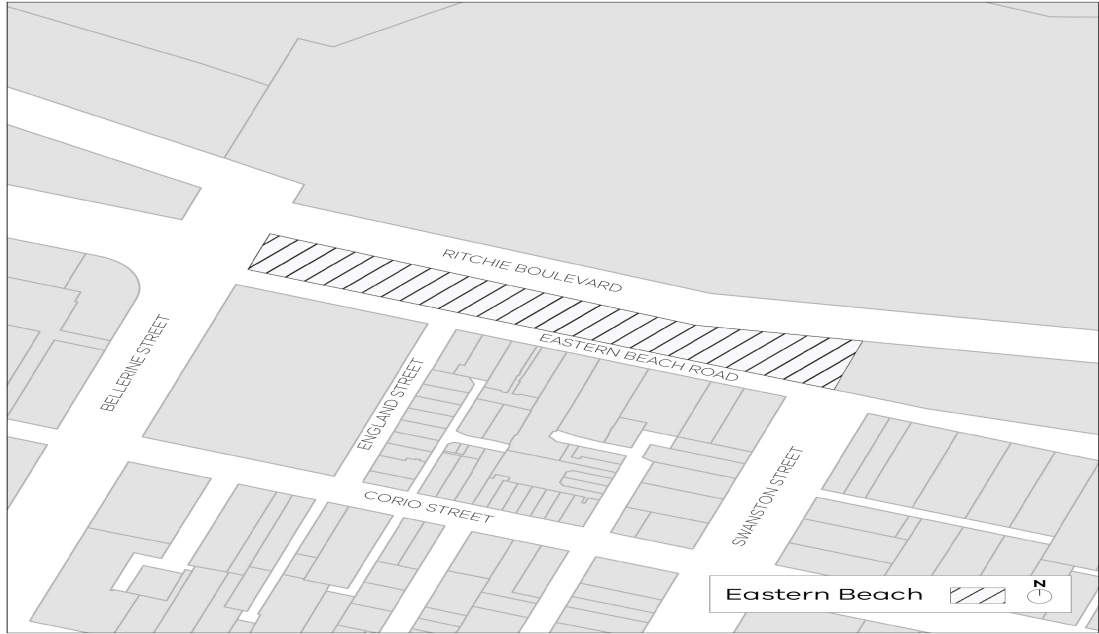 RITCHIE BOULEVARD
EASTERN BEACH ROAD
BELLERINE STREET
ENGLAND STREET
CORIO STREET
SWANSTON STREET
Eastern Beach
N